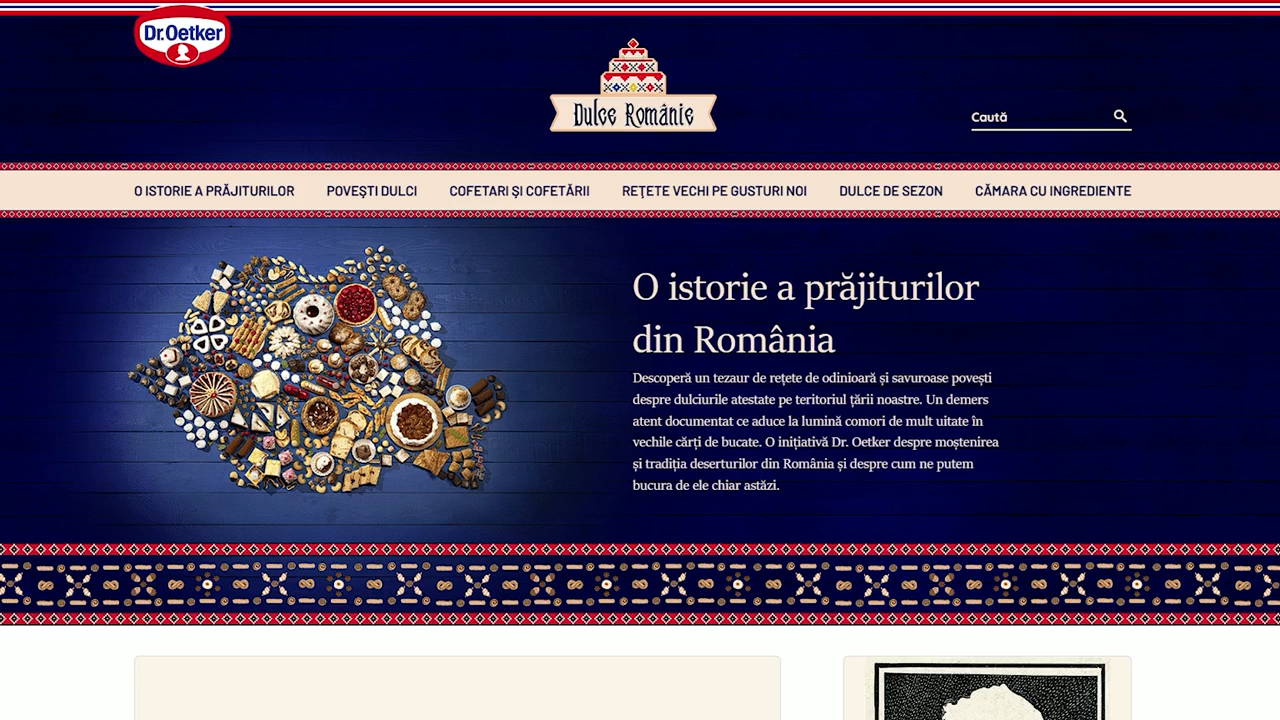 Dr.Oetker
Dulce Românie
Caută
O ISTORIE A PRĂJITURILOR
POVEȘTI DULCI
COFETARI ȘI COFETĂRII
REŢETE VECHI PE GUSTURI NOI
DULCE DE SEZON
CĂMARA CU INGREDIENTE
O istorie a prăjiturilor
din România
Descoperă un tezaur de rețete de odinioară și savuroase povești
despre dulciurile atestate pe teritoriul țării noastre. Un demers
atent documentat ce aduce la lumină comori de mult uitate în
vechile cărți de bucate. O inițiativă Dr. Oetker despre moștenirea
și tradiția deserturilor din România și despre cum ne putem
bucura de ele chiar astăzi.